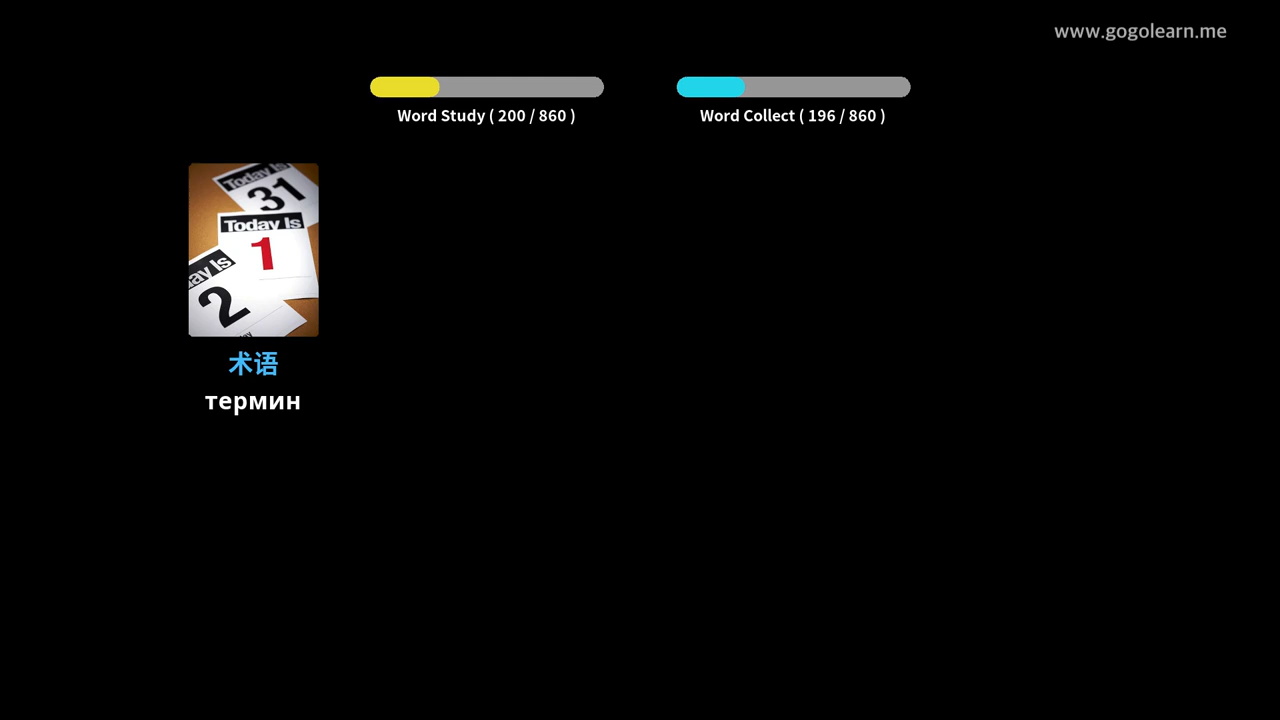 www.gogolearn.me
Word Study ( 200 / 860 )
Word Collect ( 196 / 860 )
Today Is
31
Today Is
1
ay Is
2
术语
термин